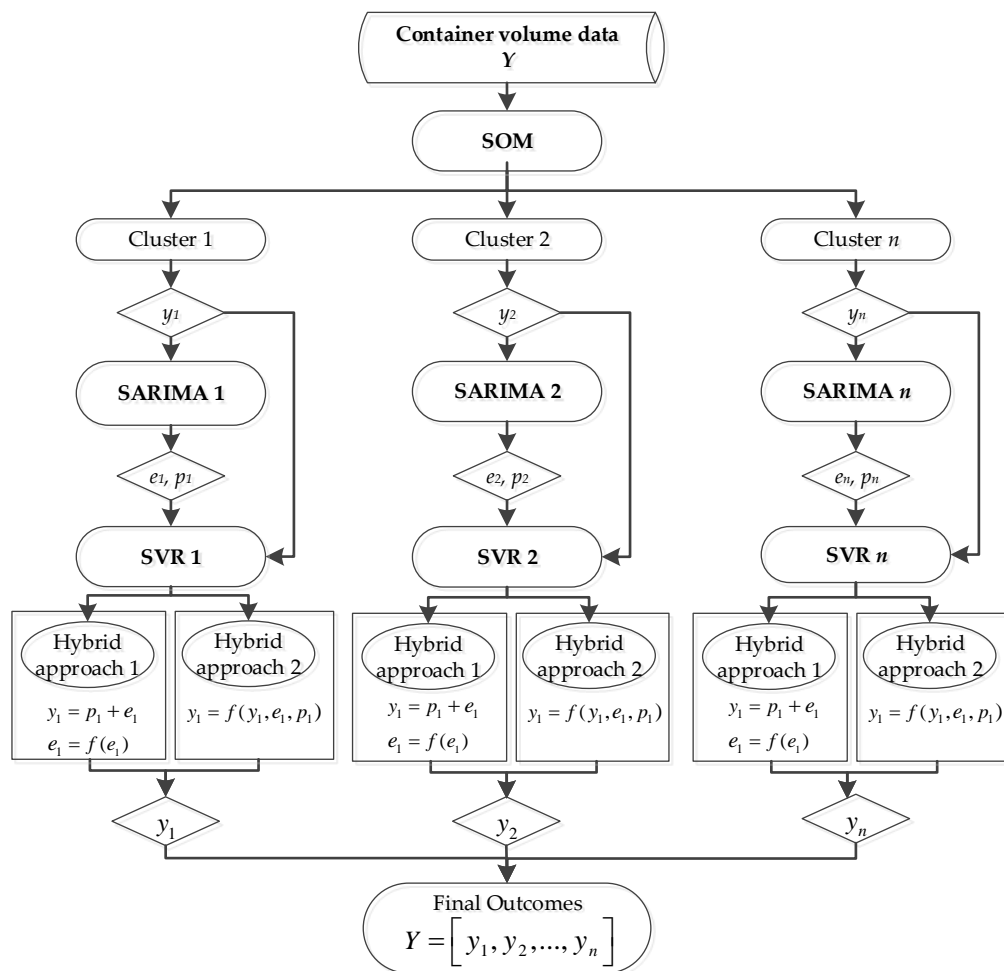 Container volume data
Y
SOM
Cluster 1
Cluster 2
Cluster n
y1
y2
yn
SARIMA 1
SARIMA 2
SARIMA n
e1, p1
e2, p2
en, pn
SVR 1
SVR 2
SVR n
Hybrid
approach 1
y₁ = p₁ + e₁
e₁ = f(e₁)
Hybrid
approach 2
y₁ = f(y₁, e₁, p₁)
Hybrid
approach 1
y₁ = p₁ + e₁
e₁ = f(e₁)
Hybrid
approach 2
y₁ = f(y₁, e₁, p₁)
Hybrid
approach 1
y₁ = p₁ + e₁
e₁ = f(e₁)
Hybrid
approach 2
y₁ = f(y₁, e₁, p₁)
y₁
y₂
yₙ
Final Outcomes
Y = [y₁, y₂,..., yₙ]